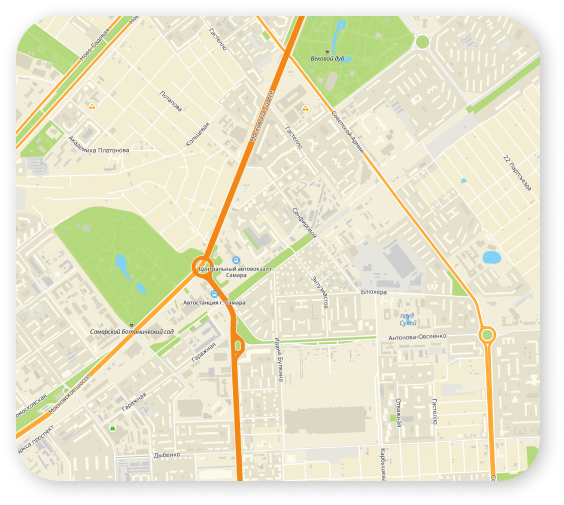 Ново-Садовая
Мо
Гастелло
Вековой дуб
Потапова
Кольцевая
Академика Платонова
Московское шоссе
Гастелло
Советской Армии
22 Партсъезда
Санфировой
Центральный автовокзал г.
Самара
Энтузиастов
Блюхера
Автостанция г. Самара
пруд
Сухой
Самарский ботанический сад
Антонова-Овсеенко
Гаражная
Ивана Булкина
Московское шоссе
Гаражная
Отважная
Гастелло
Дыбенко
Карбышева